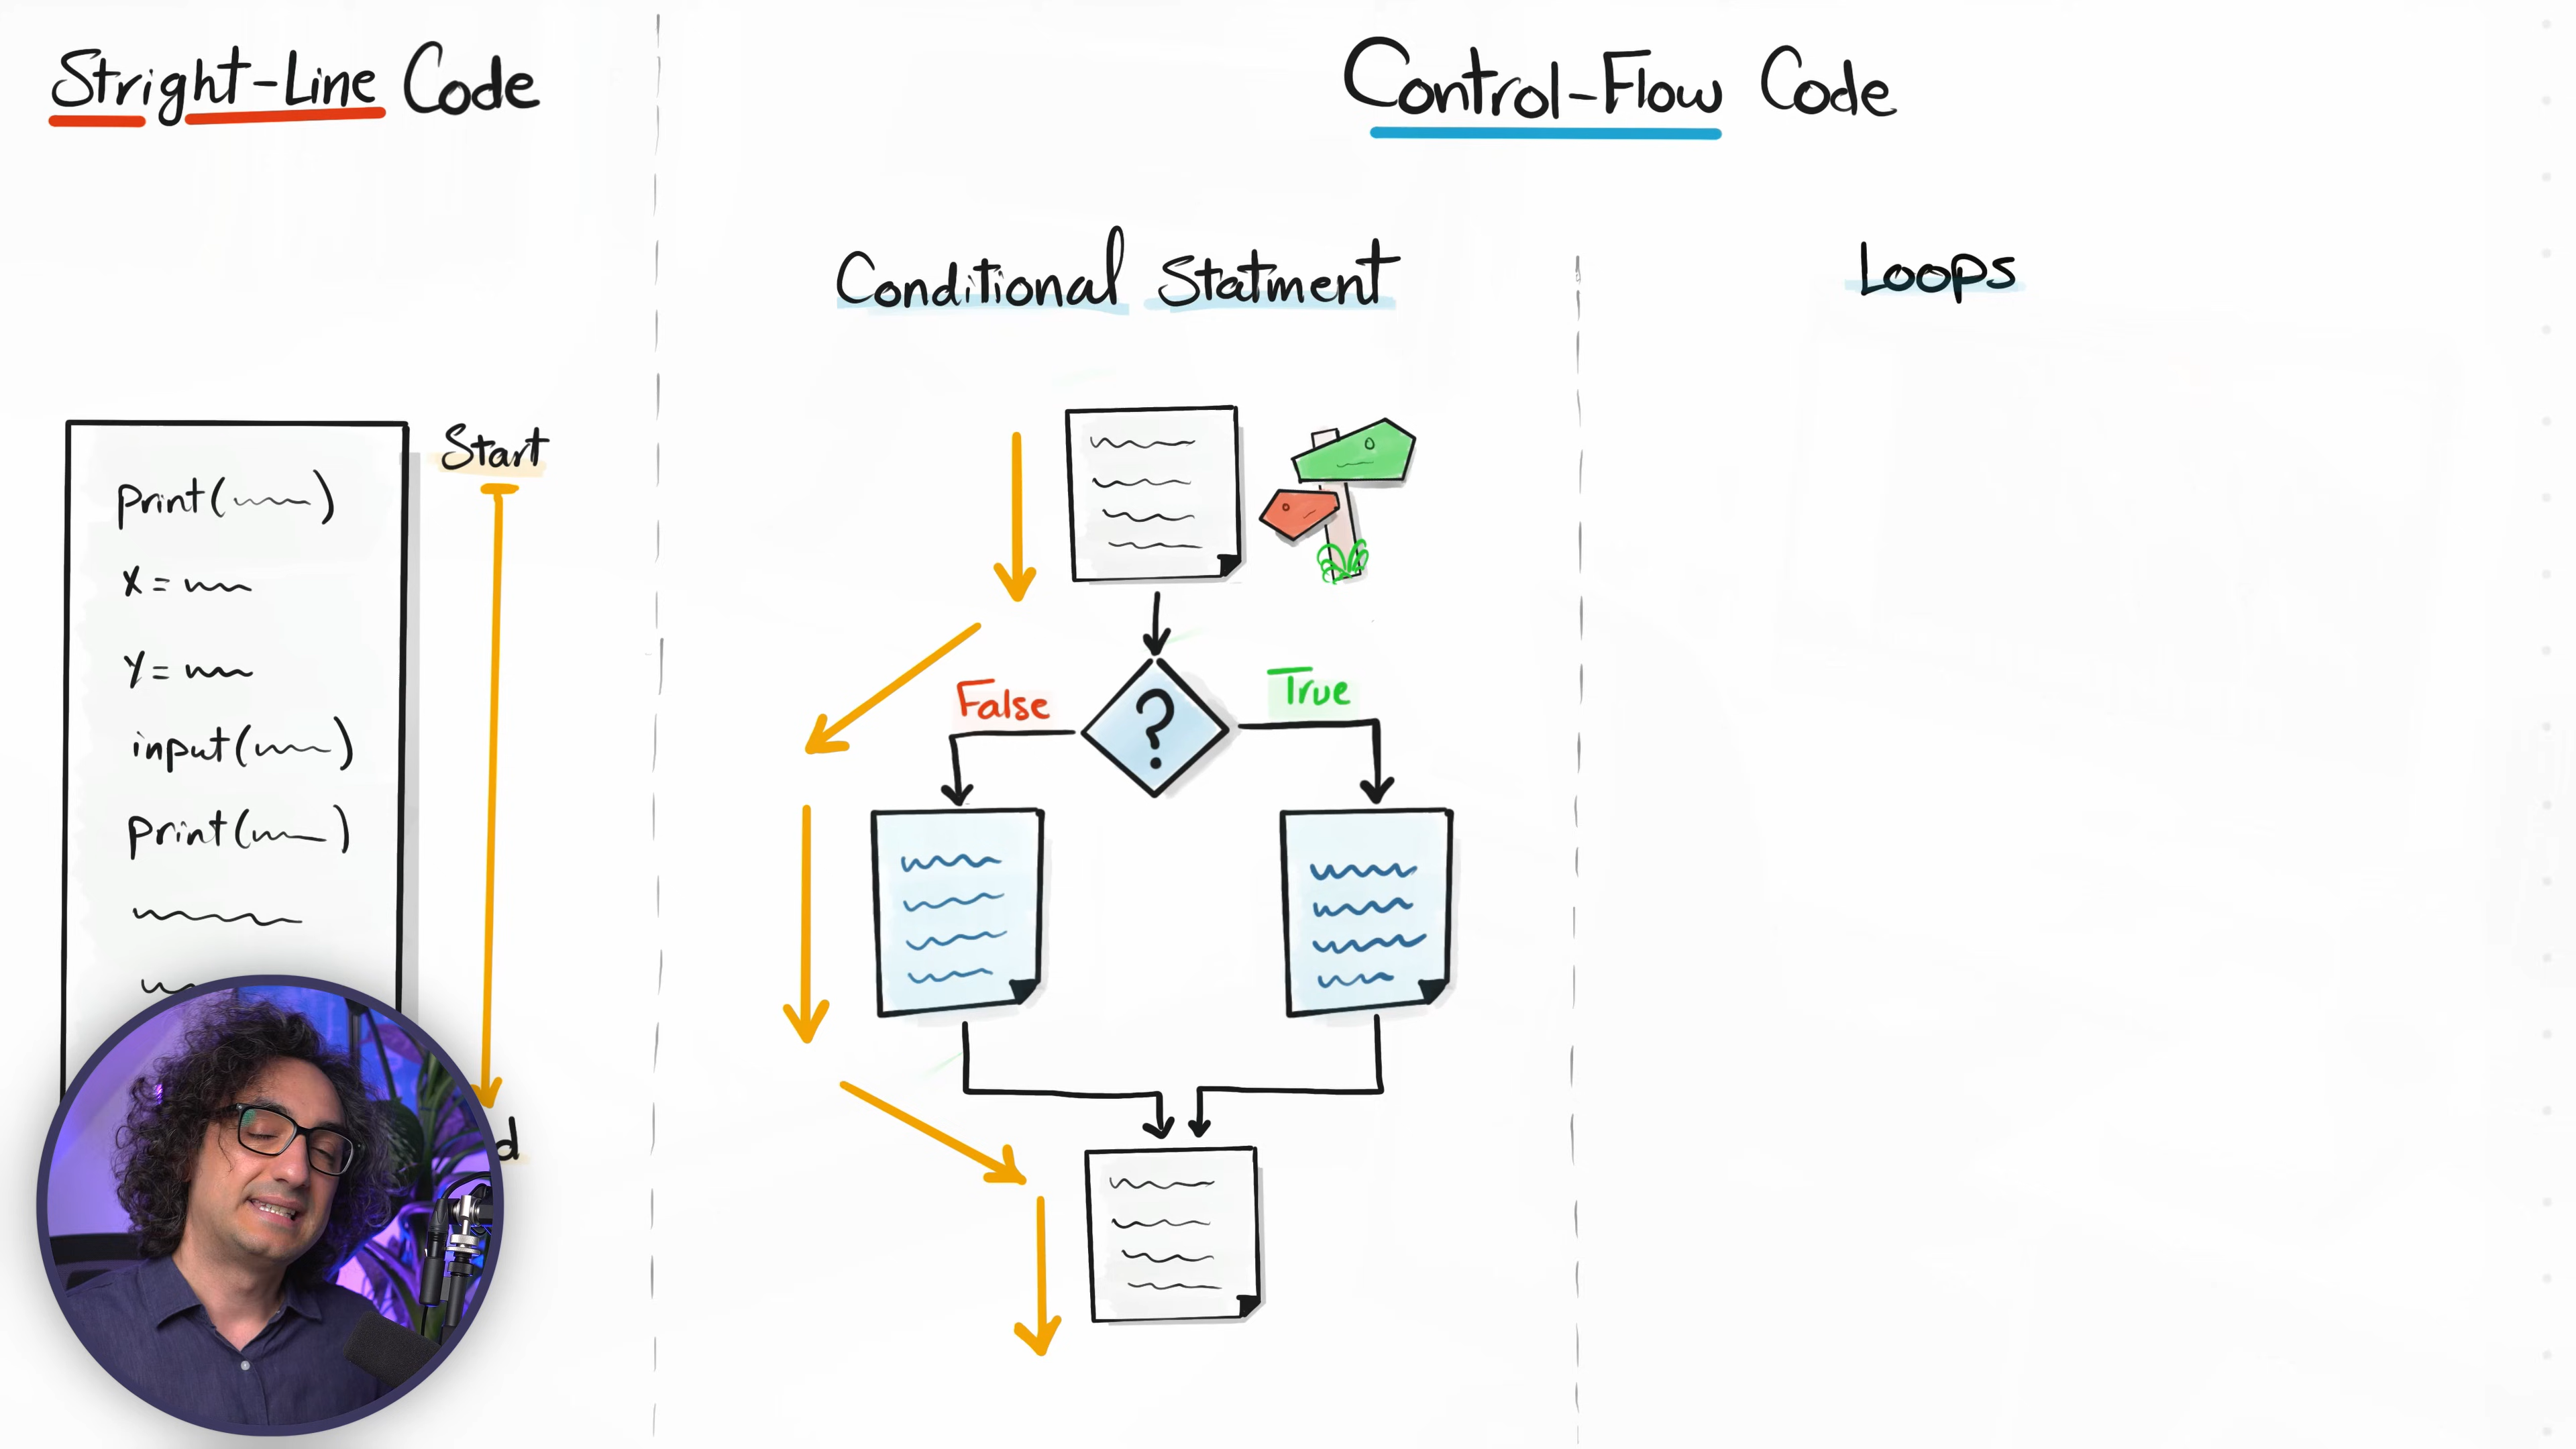 Stright-Line Code
Control-Flow Code
Conditional Statment
Loops
Start
print( )
X =
Y =
input( )
print( )
False
?
True